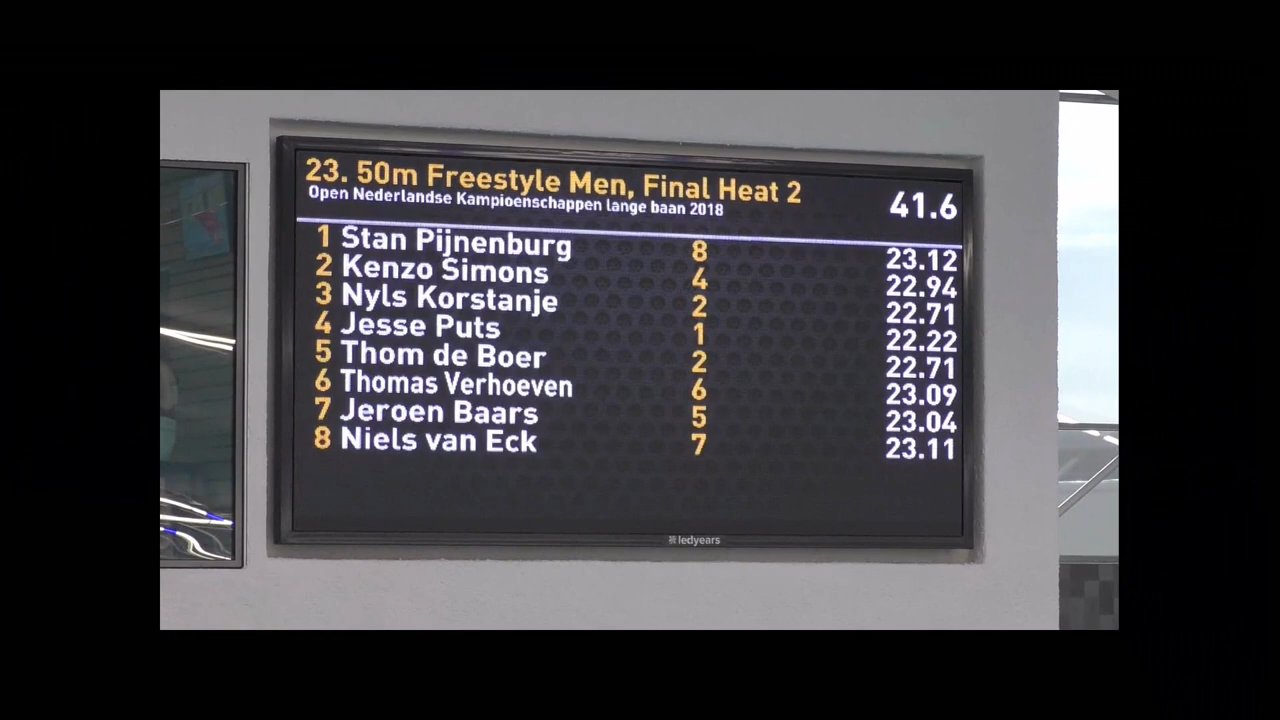 23. 50m Freestyle Men, Final Heat 2
Open Nederlandse Kampioenschappen lange baan 2018 41.6
1 Stan Pijnenburg 8 23.12
2 Kenzo Simons 4 22.94
3 Nyls Korstanje 2 22.71
4 Jesse Puts 1 22.22
5 Thom de Boer 2 22.71
6 Thomas Verhoeven 6 23.09
7 Jeroen Baars 5 23.04
8 Niels van Eck 7 23.11
ledyears